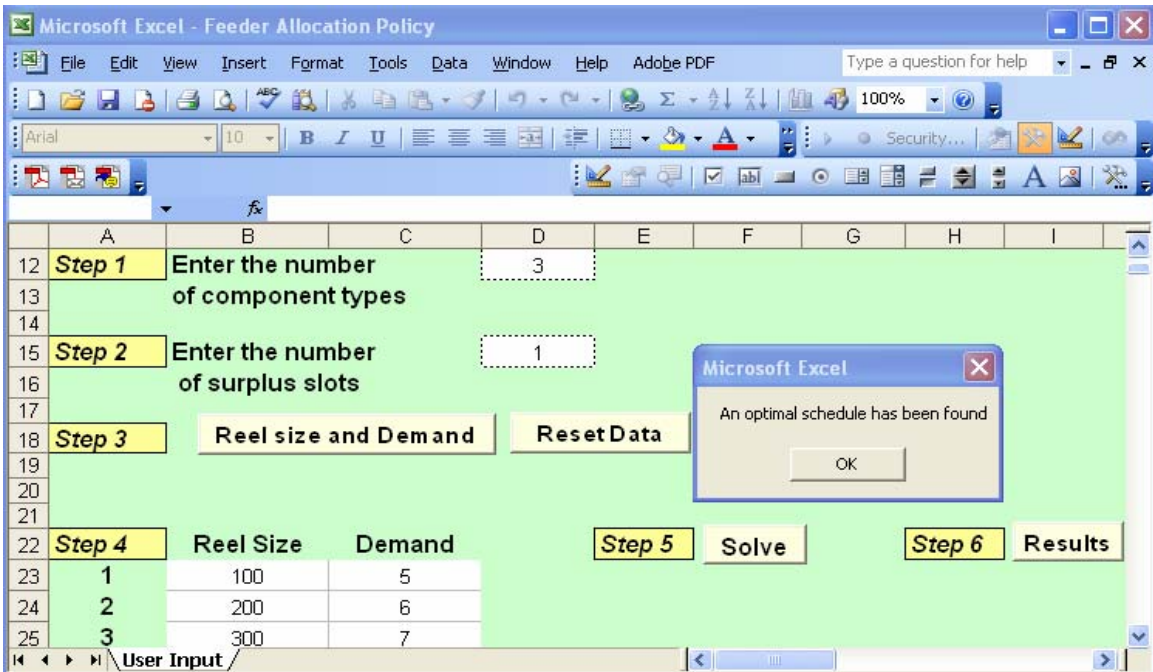 Microsoft Excel - Feeder Allocation Policy
File Edit View Insert Format Tools Data Window Help Adobe PDF Type a question for help
ABC Σ 100%
Arial 10 B I U A Security...
ab| A
fx
A B C D E F G H I
12 Step 1 Enter the number 3
13 of component types
14
15 Step 2 Enter the number 1
16 of surplus slots
17
18 Step 3 Reel size and Demand Reset Data
19
20
21
22 Step 4 Reel Size Demand Step 5 Solve Step 6 Results
23 1 100 5
24 2 200 6
25 3 300 7
User Input
Microsoft Excel
An optimal schedule has been found
OK